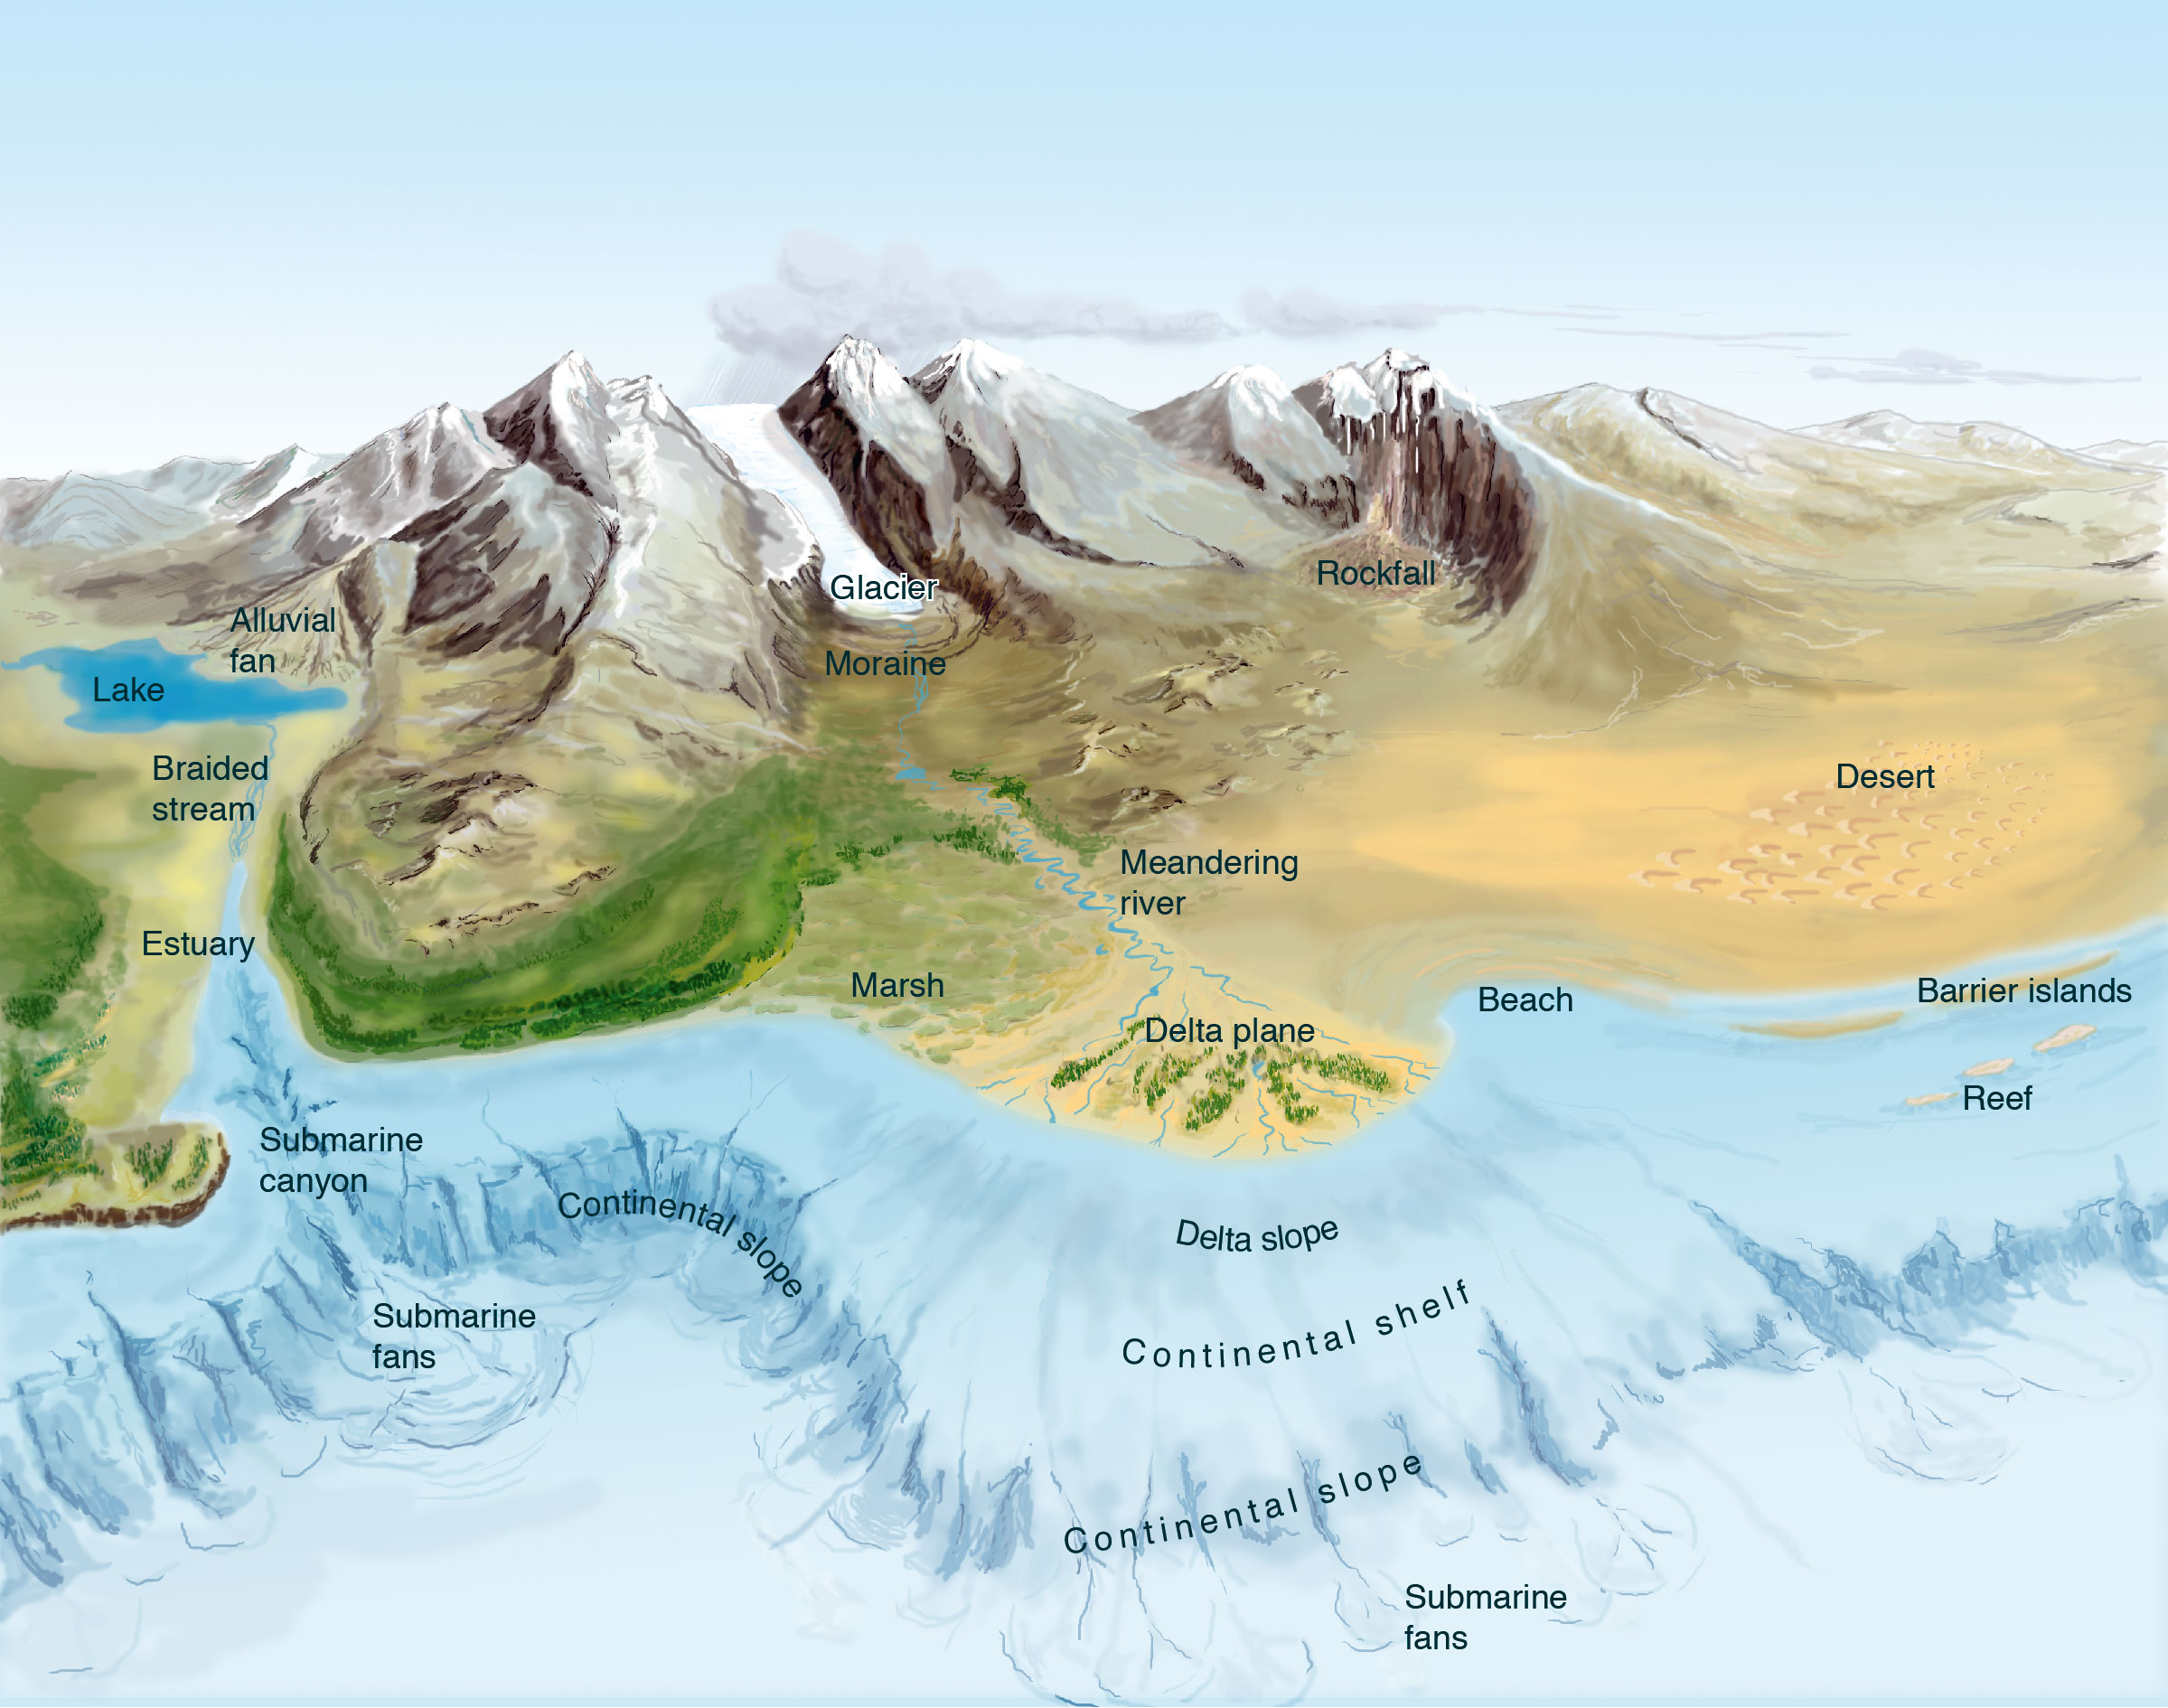 Glacier
Rockfall
Alluvial
fan
Moraine
Lake
Braided
stream
Desert
Meandering
river
Estuary
Marsh
Beach
Barrier islands
Delta plane
Reef
Submarine
canyon
Continental slope
Delta slope
Submarine
fans
Continental shelf
Continental slope
Submarine
fans